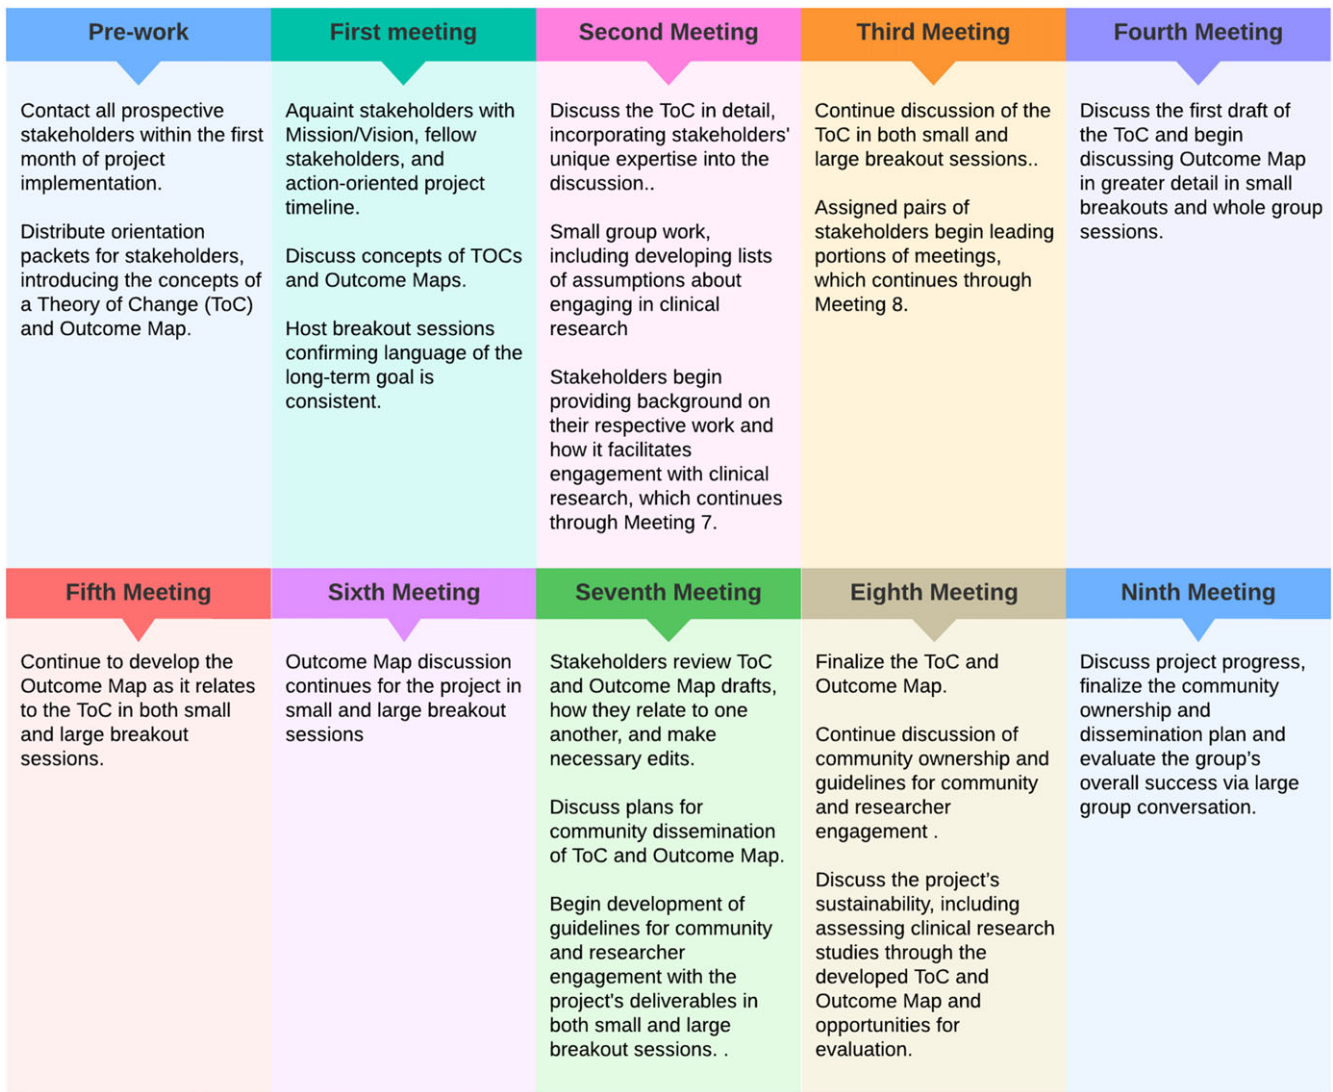 Pre-work
Contact all prospective
stakeholders within the first
month of project
implementation.
Distribute orientation
packets for stakeholders,
introducing the concepts of
a Theory of Change (ToC)
and Outcome Map.
First meeting
Aquaint stakeholders with
Mission/Vision, fellow
stakeholders, and
action-oriented project
timeline.
Discuss concepts of TOCs
and Outcome Maps.
Host breakout sessions
confirming language of the
long-term goal is
consistent.
Second Meeting
Discuss the ToC in detail,
incorporating stakeholders'
unique expertise into the
discussion..
Small group work,
including developing lists
of assumptions about
engaging in clinical
research
Stakeholders begin
providing background on
their respective work and
how it facilitates
engagement with clinical
research, which continues
through Meeting 7.
Third Meeting
Continue discussion of the
ToC in both small and
large breakout sessions..
Assigned pairs of
stakeholders begin leading
portions of meetings,
which continues through
Meeting 8.
Fourth Meeting
Discuss the first draft of
the ToC and begin
discussing Outcome Map
in greater detail in small
breakouts and whole group
sessions.
Fifth Meeting
Continue to develop the
Outcome Map as it relates
to the ToC in both small
and large breakout
sessions.
Sixth Meeting
Outcome Map discussion
continues for the project in
small and large breakout
sessions
Seventh Meeting
Stakeholders review ToC
and Outcome Map drafts,
how they relate to one
another, and make
necessary edits.
Discuss plans for
community dissemination
of ToC and Outcome Map.
Begin development of
guidelines for community
and researcher
engagement with the
project's deliverables in
both small and large
breakout sessions. .
Eighth Meeting
Finalize the ToC and
Outcome Map.
Continue discussion of
community ownership and
guidelines for community
and researcher
engagement .
Discuss the project's
sustainability, including
assessing clinical research
studies through the
developed ToC and
Outcome Map and
opportunities for
evaluation.
Ninth Meeting
Discuss project progress,
finalize the community
ownership and
dissemination plan and
evaluate the group's
overall success via large
group conversation.